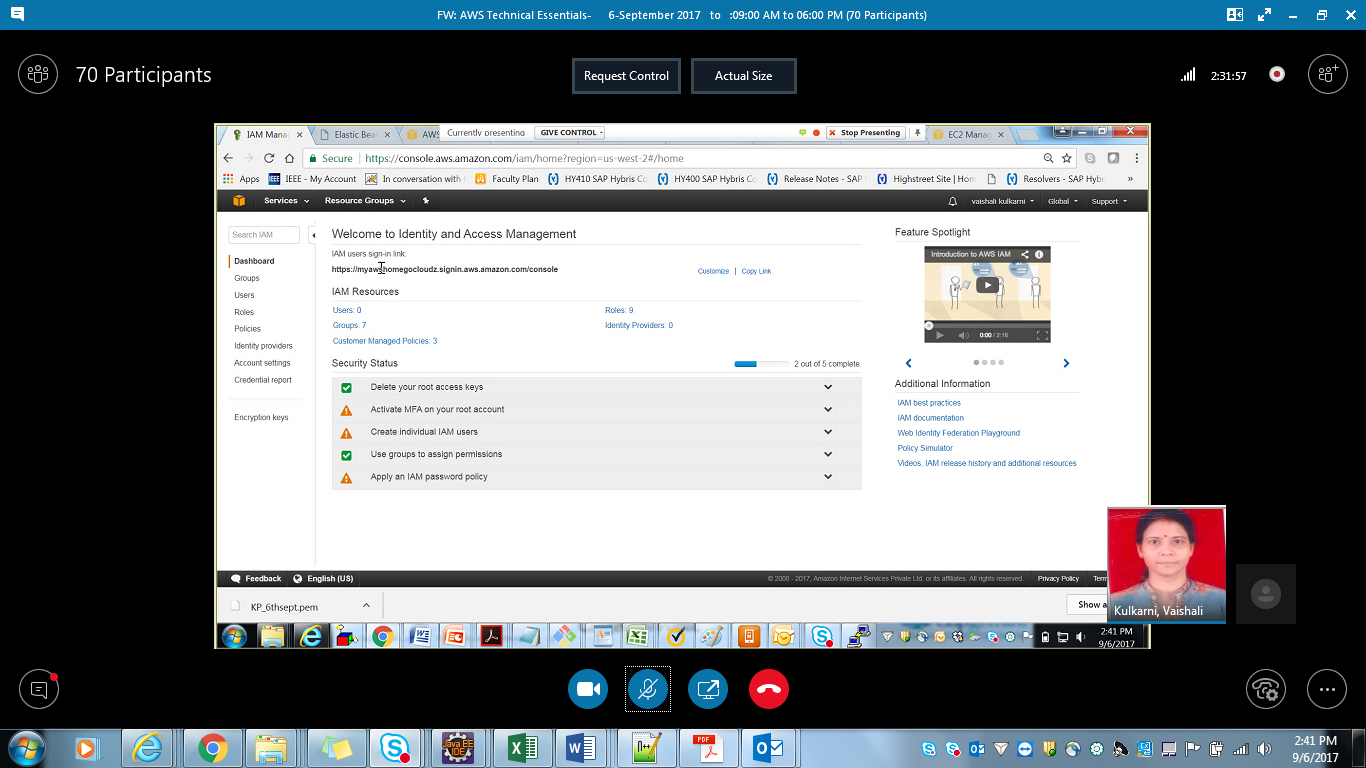 FW: AWS Technical Essentials- 6-September 2017 to :09:00 AM to 06:00 PM (70 Participants)
70 Participants
Request Control
Actual Size
2:31:57
IAM Mana
Elastic Bea
AWS
Currently presenting
GIVE CONTROL
Stop Presenting
EC2 Manag
Secure
https://console.aws.amazon.com/iam/home?region=us-west-2#/home
Apps
IEEE - My Account
In conversation with
Faculty Plan
HY410 SAP Hybris Co
HY400 SAP Hybris Co
Release Notes - SAP
Highstreet Site | Hom
Resolvers - SAP Hybr
»
Services
Resource Groups
vaishali kulkarni
Global
Support
Search IAM
Dashboard
Groups
Users
Roles
Policies
Identity providers
Account settings
Credential report
Encryption keys
Welcome to Identity and Access Management
IAM users sign-in link:
https://myawshomegocloudz.signin.aws.amazon.com/console
Customize | Copy Link
IAM Resources
Users: 0
Roles: 9
Groups: 7
Identity Providers: 0
Customer Managed Policies: 3
Security Status
2 out of 5 complete.
Delete your root access keys
Activate MFA on your root account
Create individual IAM users
Use groups to assign permissions
Apply an IAM password policy
Feature Spotlight
Introduction to AWS IAM
0:00 / 2:16
Additional Information
IAM best practices
IAM documentation
Web Identity Federation Playground
Policy Simulator
Videos, IAM release history and additional resources
Feedback
English (US)
© 2008 - 2017, Amazon Internet Services Private Ltd. or its affiliates. All rights reserved.
Privacy Policy
Term
KP_6thsept.pem
Show a
Kulkarni, Vaishali
2:41 PM
9/6/2017
Java EE
IDE
PDF
2:41 PM
9/6/2017